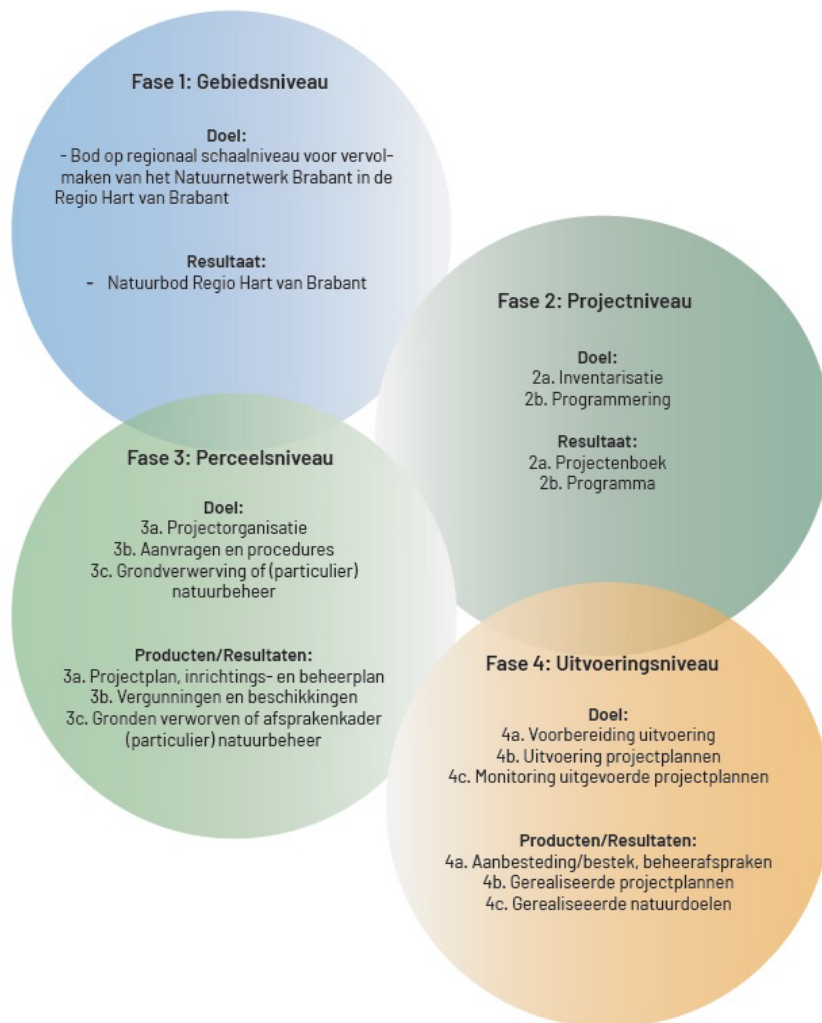 Fase 1: Gebiedsniveau
Doel:
- Bod op regionaal schaalniveau voor vervol-
maken van het Natuurnetwerk Brabant in de
Regio Hart van Brabant
Resultaat:
- Natuurbod Regio Hart van Brabant
Fase 2: Projectniveau
Doel:
2a. Inventarisatie
2b. Programmering
Resultaat:
2a. Projectenboek
2b. Programma
Fase 3: Perceelsniveau
Doel:
3a. Projectorganisatie
3b. Aanvragen en procedures
3c. Grondverwerving of (particulier)
natuurbeheer
Producten/Resultaten:
3a. Projectplan, inrichtings- en beheerplan
3b. Vergunningen en beschikkingen
3c. Gronden verworven of afsprakenkader
(particulier) natuurbeheer
Fase 4: Uitvoeringsniveau
Doel:
4a. Voorbereiding uitvoering
4b. Uitvoering projectplannen
4c. Monitoring uitgevoerde projectplannen
Producten/Resultaten:
4a. Aanbesteding/bestek, beheerafspraken
4b. Gerealiseerde projectplannen
4c. Gerealiseeerde natuurdoelen